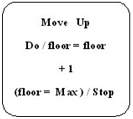 Move Up
Do / floor = floor
+ 1
(floor = Max) / Stop